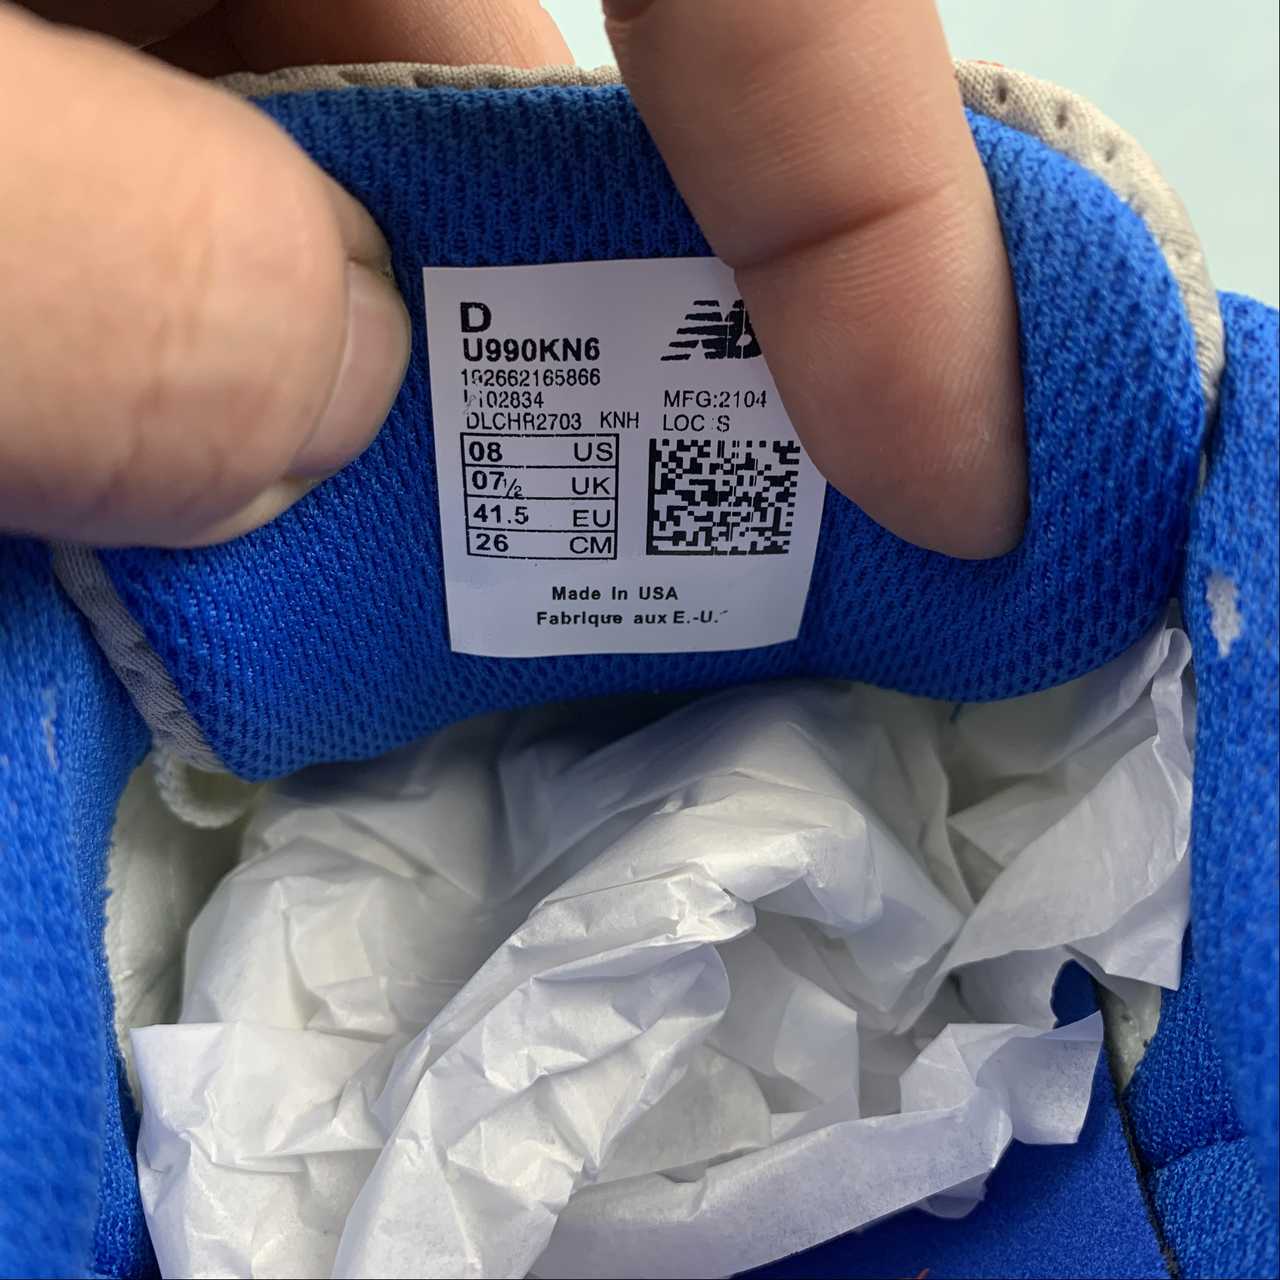 D
U990KN6
192662165866
102834
DLCHR2703 KNH
MFG:2104
LOC:S
08 US
07½ UK
41.5 EU
26 CM
Made In USA
Fabrique aux E.-U.